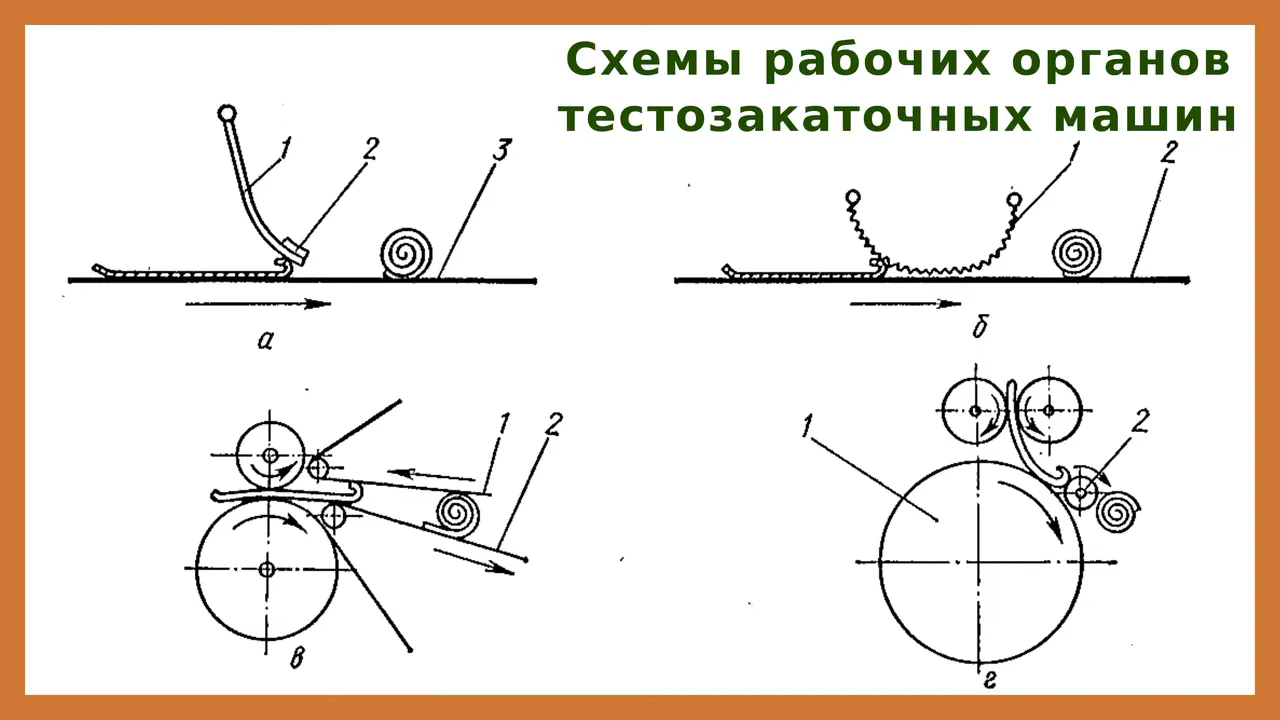 Схемы рабочих органов
тестозакаточных машин
1 2 3
1 2
а
б
1 2
1 2
в
г